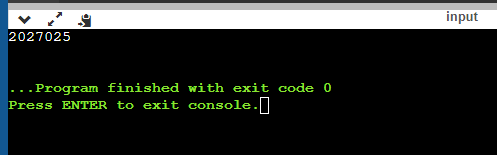 input
2027025
...Program finished with exit code 0
Press ENTER to exit console.